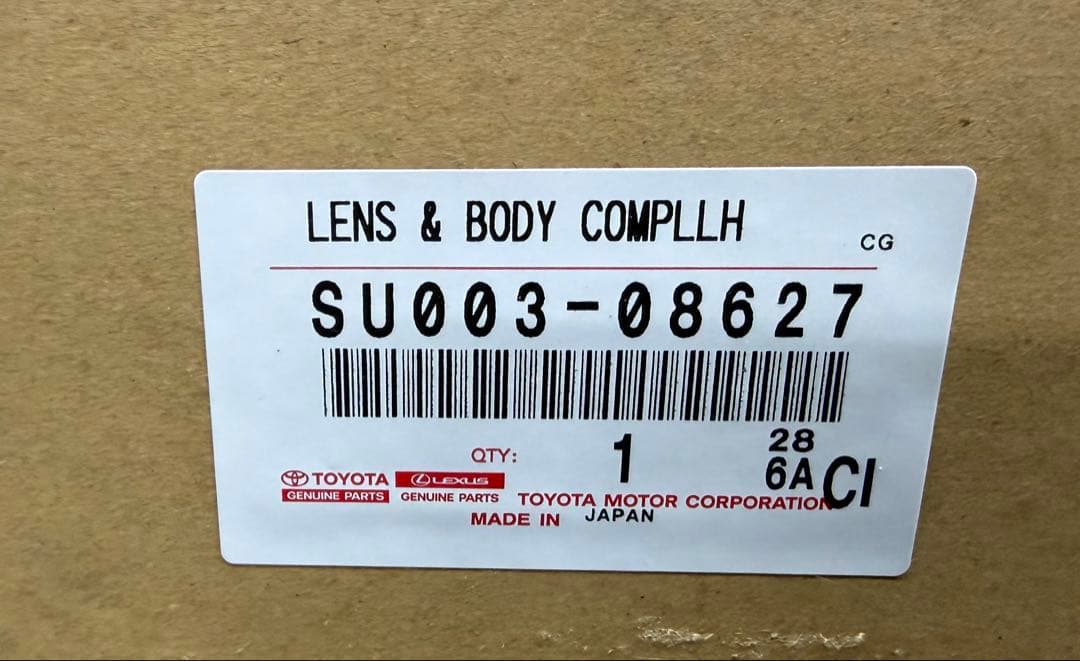 LENS & BODY COMPLLH
CG
SU003-08627
QTY: 1
28
6A CI
TOYOTA LEXUS
GENUINE PARTS GENUINE PARTS TOYOTA MOTOR CORPORATION
MADE IN JAPAN